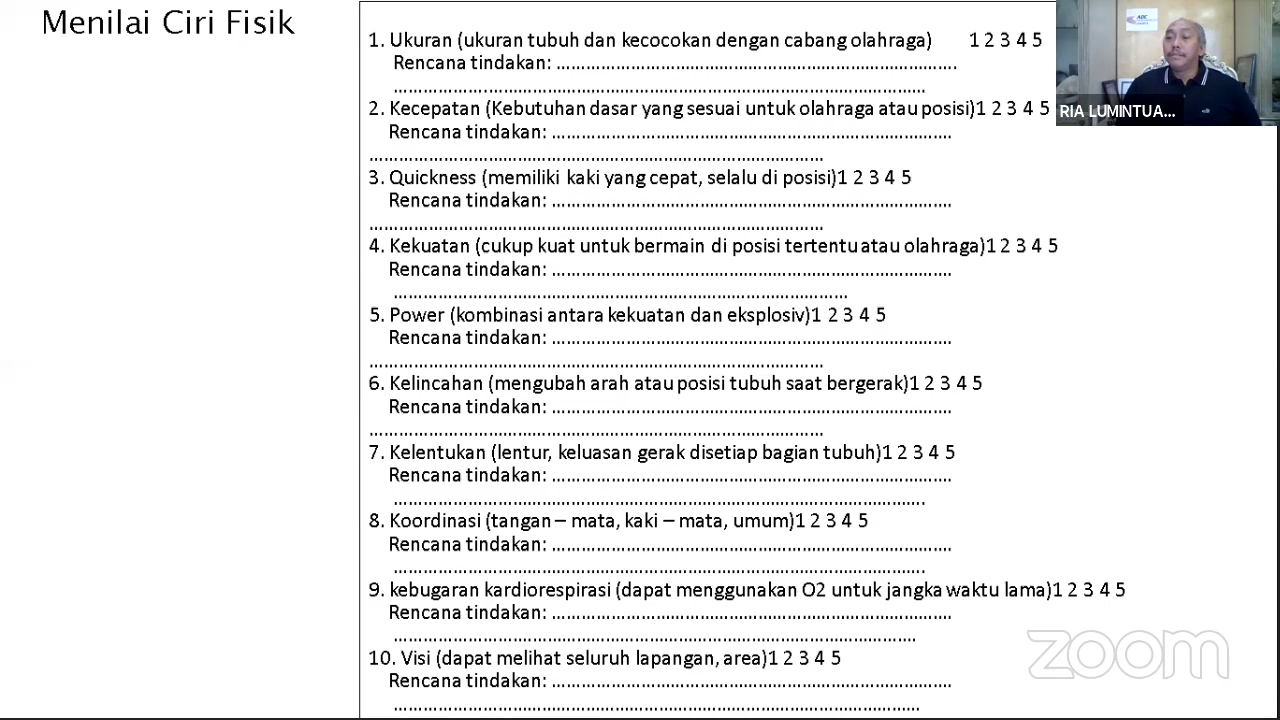 Menilai Ciri Fisik
1. Ukuran (ukuran tubuh dan kecocokan dengan cabang olahraga) 1 2 3 4 5
Rencana tindakan: ......................................................................
......................................................................
2. Kecepatan (Kebutuhan dasar yang sesuai untuk olahraga atau posisi)1 2 3 4 5
Rencana tindakan: ......................................................................
......................................................................
3. Quickness (memiliki kaki yang cepat, selalu di posisi)1 2 3 4 5
Rencana tindakan: ......................................................................
......................................................................
4. Kekuatan (cukup kuat untuk bermain di posisi tertentu atau olahraga)1 2 3 4 5
Rencana tindakan: ......................................................................
......................................................................
5. Power (kombinasi antara kekuatan dan eksplosiv)1 2 3 4 5
Rencana tindakan: ......................................................................
......................................................................
6. Kelincahan (mengubah arah atau posisi tubuh saat bergerak)1 2 3 4 5
Rencana tindakan: ......................................................................
......................................................................
7. Kelentukan (lentur, keluasan gerak disetiap bagian tubuh)1 2 3 4 5
Rencana tindakan: ......................................................................
......................................................................
8. Koordinasi (tangan – mata, kaki – mata, umum)1 2 3 4 5
Rencana tindakan: ......................................................................
......................................................................
9. kebugaran kardiorespirasi (dapat menggunakan O2 untuk jangka waktu lama)1 2 3 4 5
Rencana tindakan: ......................................................................
......................................................................
10. Visi (dapat melihat seluruh lapangan, area)1 2 3 4 5
Rencana tindakan: ......................................................................
......................................................................
RIA LUMINTUA...
zoom